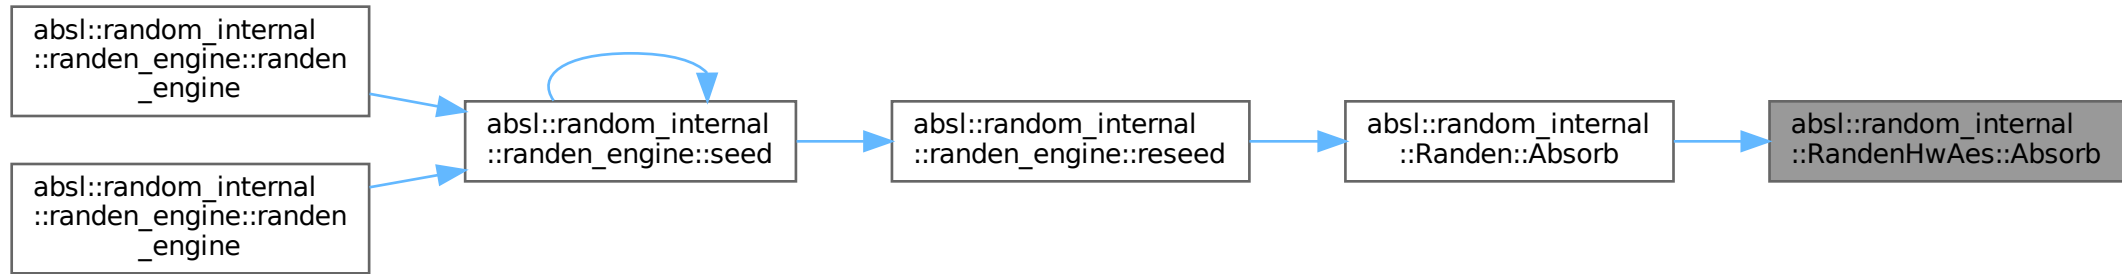 absl::random_internal
::randen_engine::randen
_engine
absl::random_internal
::randen_engine::randen
_engine
absl::random_internal
::randen_engine::seed
absl::random_internal
::randen_engine::reseed
absl::random_internal
::Randen::Absorb
absl::random_internal
::RandenHwAes::Absorb